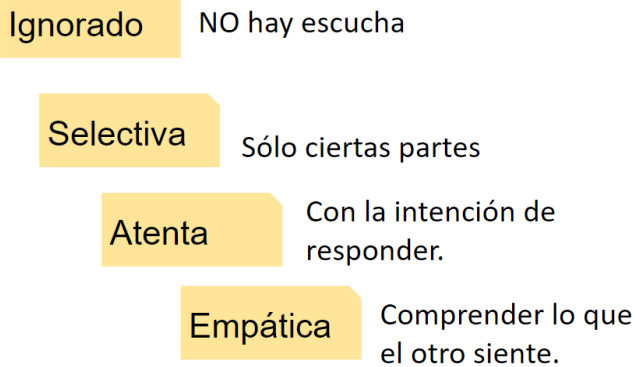 Ignorado NO hay escucha
Selectiva Sólo ciertas partes
Atenta Con la intención de
responder.
Empática Comprender lo que
el otro siente.